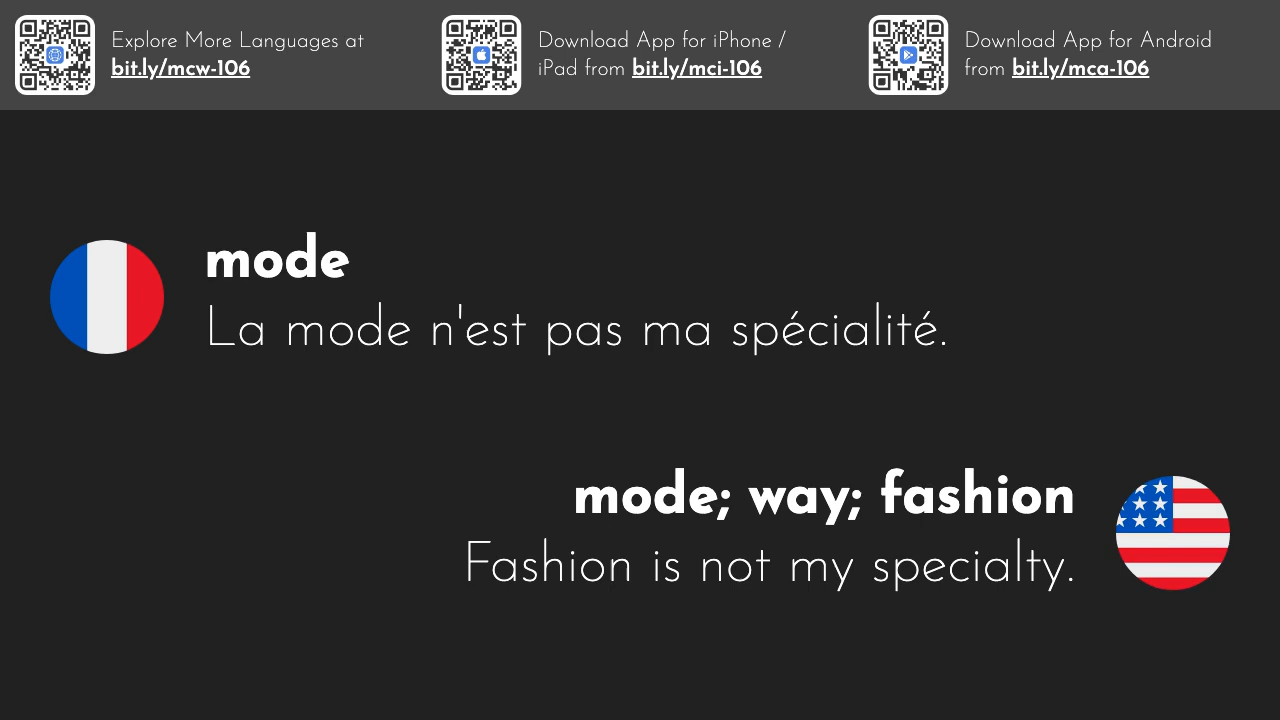 Explore More Languages at
bit.ly/mcw-106
Download App for iPhone /
iPad from bit.ly/mci-106
Download App for Android
from bit.ly/mca-106
mode
La mode n'est pas ma spécialité.
mode; way; fashion
Fashion is not my specialty.